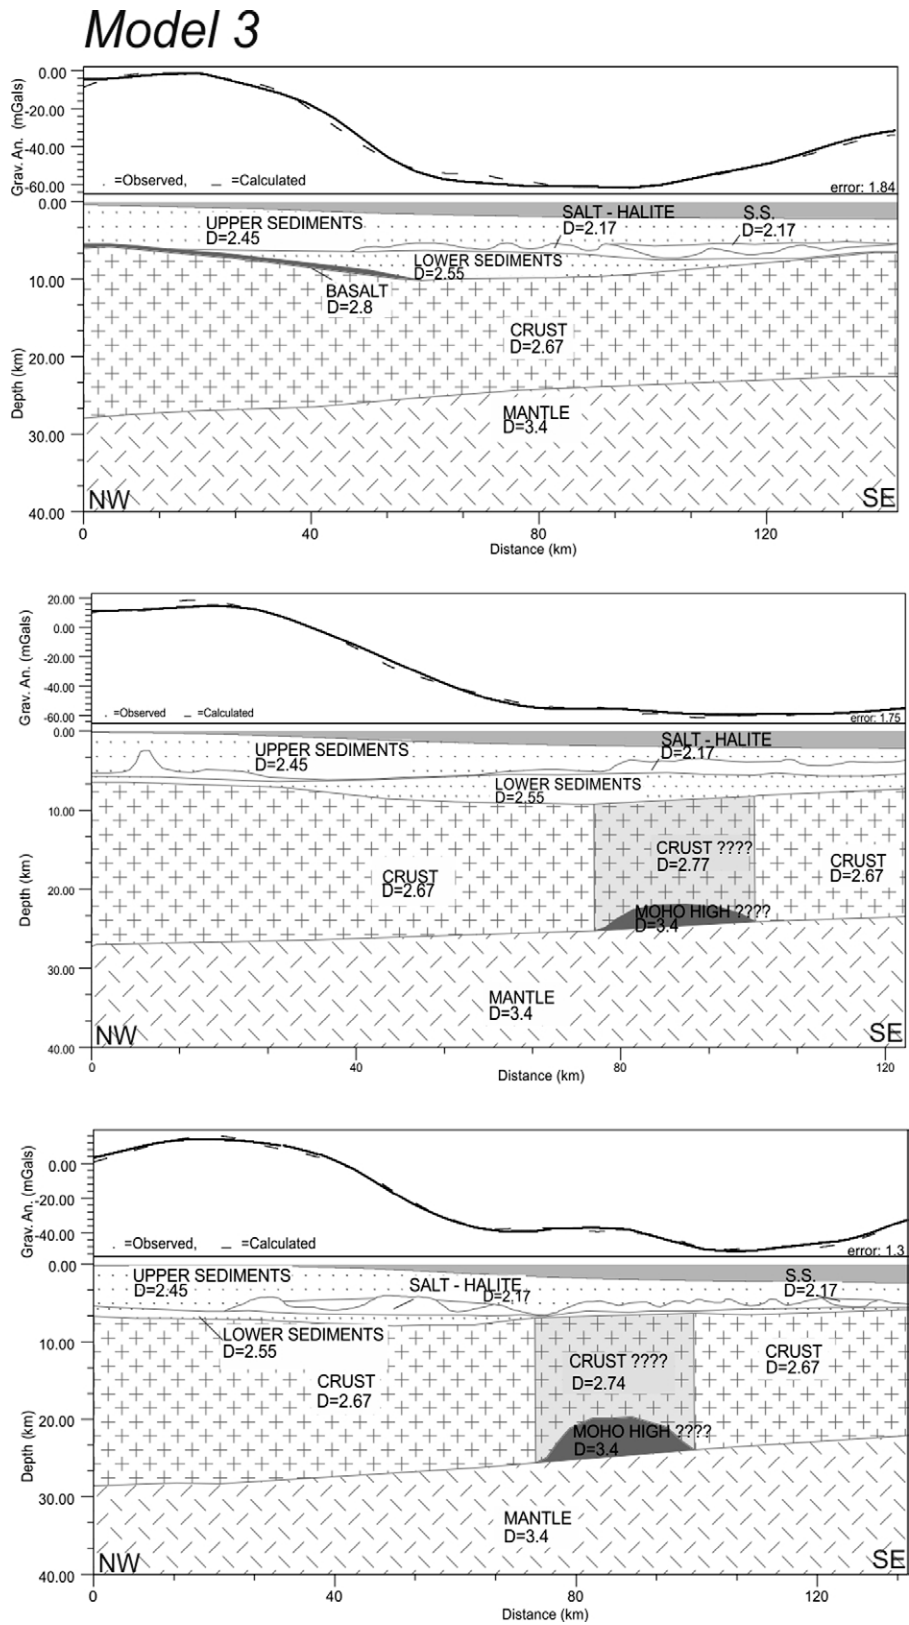 Model 3
0.00
-20.00
-40.00
-60.00
Grav. An. (mGals)
. =Observed, _ =Calculated
error: 1.84
0.00
10.00
20.00
30.00
40.00
Depth (km)
UPPER SEDIMENTS
D=2.45
SALT - HALITE
D=2.17
S.S.
D=2.17
LOWER SEDIMENTS
D=2.55
BASALT
D=2.8
CRUST
D=2.67
MANTLE
D=3.4
NW
SE
0 40 80 120
Distance (km)
20.00
0.00
-20.00
-40.00
-60.00
Grav. An. (mGals)
. =Observed _ =Calculated
error: 1.75
0.00
10.00
20.00
30.00
40.00
Depth (km)
UPPER SEDIMENTS
D=2.45
SALT - HALITE
D=2.17
LOWER SEDIMENTS
D=2.55
CRUST
D=2.67
CRUST ????
D=2.77
CRUST
D=2.67
MOHO HIGH ????
D=3.4
MANTLE
D=3.4
NW
SE
0 40 80 120
Distance (km)
0.00
-20.00
-40.00
Grav. An. (mGals)
. =Observed, _ =Calculated
error: 1.3
0.00
10.00
20.00
30.00
40.00
Depth (km)
UPPER SEDIMENTS
D=2.45
SALT - HALITE
D=2.17
S.S.
D=2.17
LOWER SEDIMENTS
D=2.55
CRUST
D=2.67
CRUST ????
D=2.74
CRUST
D=2.67
MOHO HIGH ????
D=3.4
MANTLE
D=3.4
NW
SE
0 40 80 120
Distance (km)